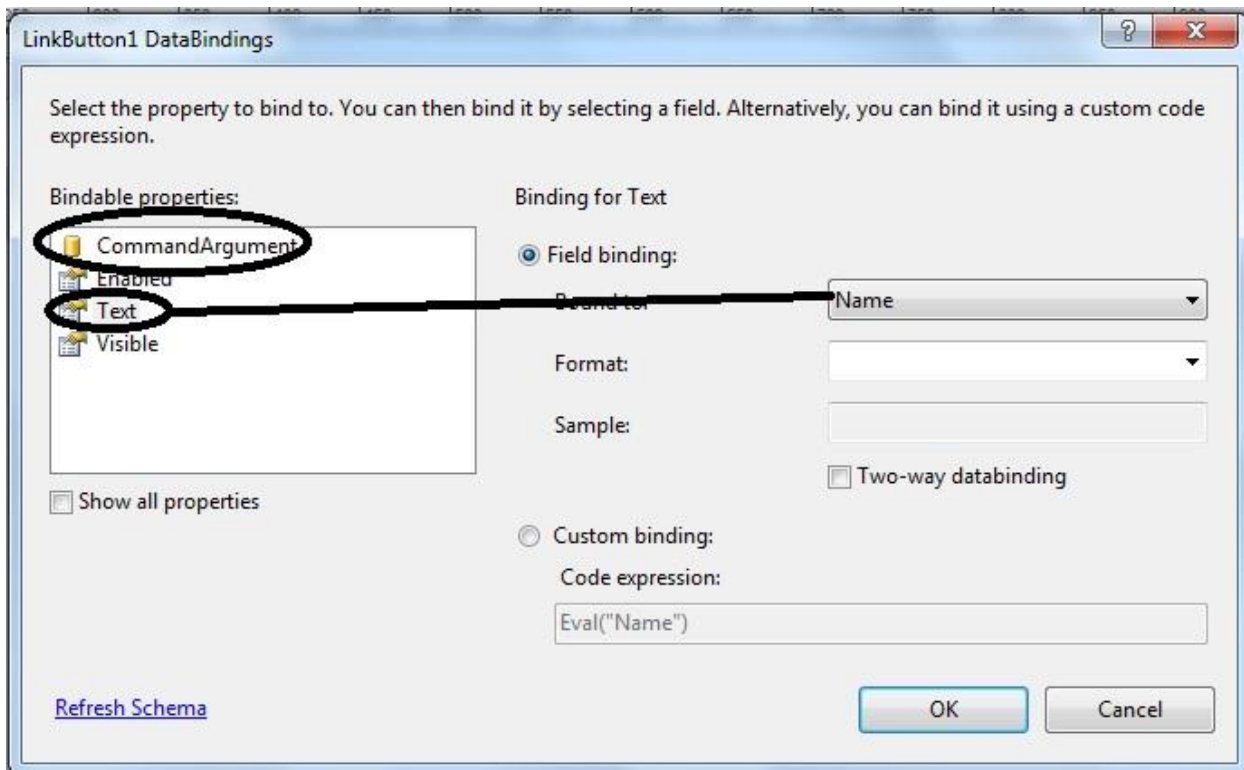 LinkButton1 DataBindings
?
Select the property to bind to. You can then bind it by selecting a field. Alternatively, you can bind it using a custom code
expression.
Bindable properties:
Binding for Text
CommandArgument
Enabled
Text
Visible
Show all properties
Field binding:
Bound to:
Name
Format:
Sample:
Two-way databinding
Custom binding:
Code expression:
Eval("Name")
Refresh Schema
OK
Cancel